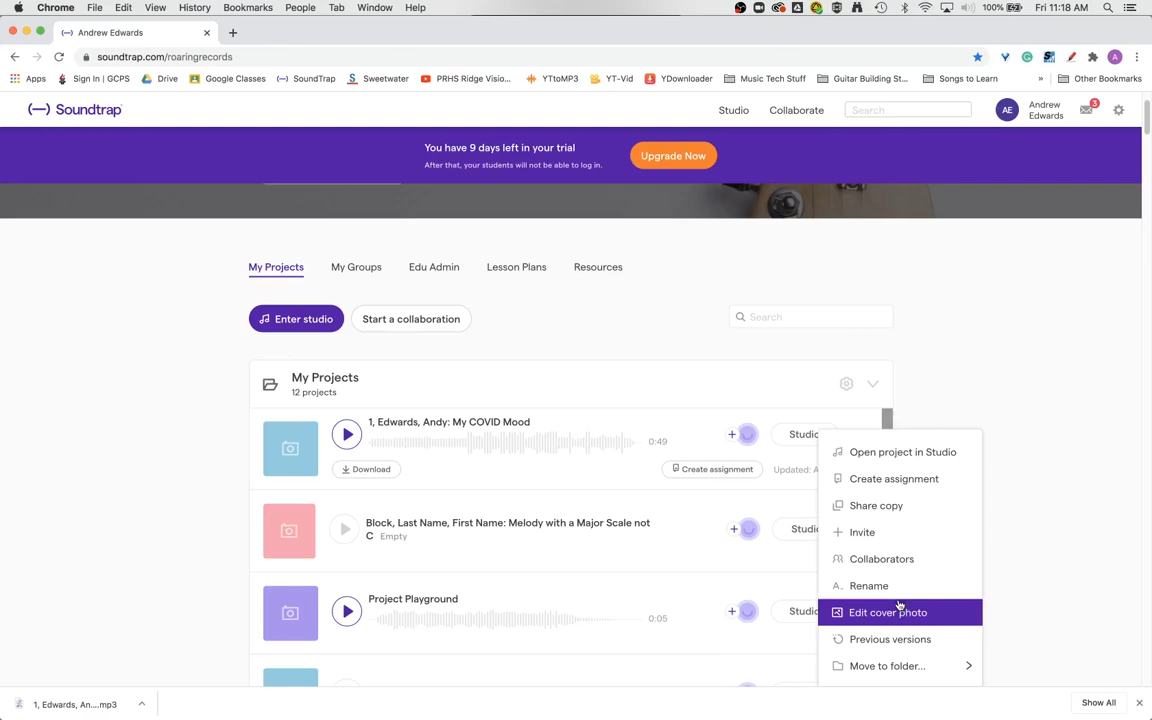 Chrome File Edit View History Bookmarks People Tab Window Help 100% Fri 11:18 AM
Andrew Edwards
soundtrap.com/roaringrecords A
Apps Sign In | GCPS Drive Google Classes SoundTrap Sweetwater PRHS Ridge Visio... YTtoMP3 YT-Vid YDownloader Music Tech Stuff Guitar Building St... Songs to Learn » Other Bookmarks
Soundtrap Studio Collaborate Search AE Andrew Edwards 3
You have 9 days left in your trial
After that, your students will not be able to log in.
Upgrade Now
My Projects My Groups Edu Admin Lesson Plans Resources
Enter studio Start a collaboration Search
My Projects
12 projects
1, Edwards, Andy: My COVID Mood
0:49 + Studio
Download Create assignment Updated: A
Block, Last Name, First Name: Melody with a Major Scale not
C Empty
+ Studio
Project Playground
0:05 + Studio
Open project in Studio
Create assignment
Share copy
Invite
Collaborators
Rename
Edit cover photo
Previous versions
Move to folder...
1, Edwards, An....mp3 Show All